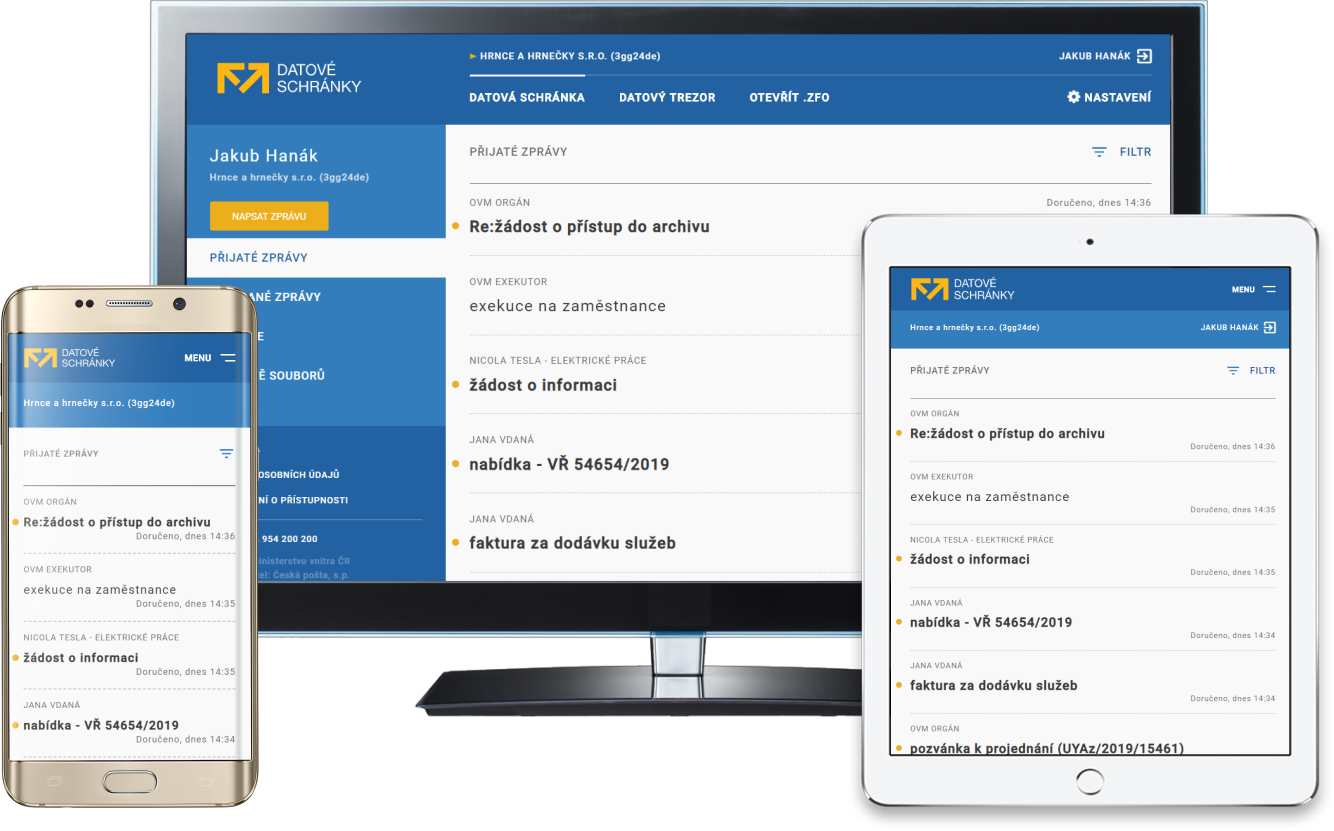 DATOVÉ
SCHRÁNKY
HRNCE A HRNEČKY S.R.O. (3gg24de)
JAKUB HANÁK
DATOVÁ SCHRÁNKA
DATOVÝ TREZOR
OTEVŘÍT .ZFO
NASTAVENÍ
Jakub Hanák
Hrnce a hrnečky s.r.o. (3gg24de)
NAPSAT ZPRÁVU
PŘIJATÉ ZPRÁVY
ANÉ ZPRÁVY
E
Ě SOUBORŮ
OSOBNÍCH ÚDAJŮ
NÍ O PŘÍSTUPNOSTI
954 200 200
inisterstvo vnitra ČR
el: Česká pošta, s.p.
PŘIJATÉ ZPRÁVY
FILTR
OVM ORGÁN
Doručeno, dnes 14:36
Re:žádost o přístup do archivu
OVM EXEKUTOR
exekuce na zaměstnance
NICOLA TESLA - ELEKTRICKÉ PRÁCE
žádost o informaci
JANA VDANÁ
nabídka - VŘ 54654/2019
JANA VDANÁ
faktura za dodávku služeb
DATOVÉ
SCHRÁNKY
MENU
Hrnce a hrnečky s.r.o. (3gg24de)
PŘIJATÉ ZPRÁVY
OVM ORGÁN
Re:žádost o přístup do archivu
Doručeno, dnes 14:36
OVM EXEKUTOR
exekuce na zaměstnance
Doručeno, dnes 14:35
NICOLA TESLA - ELEKTRICKÉ PRÁCE
žádost o informaci
Doručeno, dnes 14:35
JANA VDANÁ
nabídka - VŘ 54654/2019
Doručeno, dnes 14:34
DATOVÉ
SCHRÁNKY
MENU
Hrnce a hrnečky s.r.o. (3gg24de)
JAKUB HANÁK
PŘIJATÉ ZPRÁVY
FILTR
OVM ORGÁN
Re:žádost o přístup do archivu
Doručeno, dnes 14:36
OVM EXEKUTOR
exekuce na zaměstnance
Doručeno, dnes 14:35
NICOLA TESLA - ELEKTRICKÉ PRÁCE
žádost o informaci
Doručeno, dnes 14:35
JANA VDANÁ
nabídka - VŘ 54654/2019
Doručeno, dnes 14:34
JANA VDANÁ
faktura za dodávku služeb
Doručeno, dnes 14:34
OVM ORGÁN
pozvánka k projednání (UYAz/2019/15461)